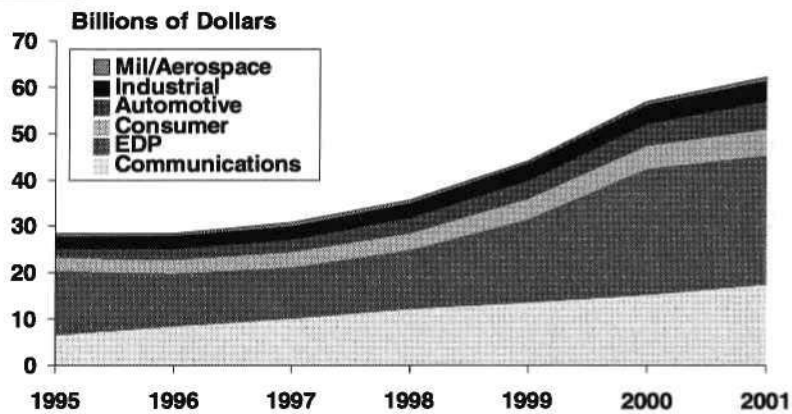 Billions of Dollars
70
60
50
40
30
20
10
0
Mil/Aerospace
Industrial
Automotive
Consumer
EDP
Communications
1995 1996 1997 1998 1999 2000 2001